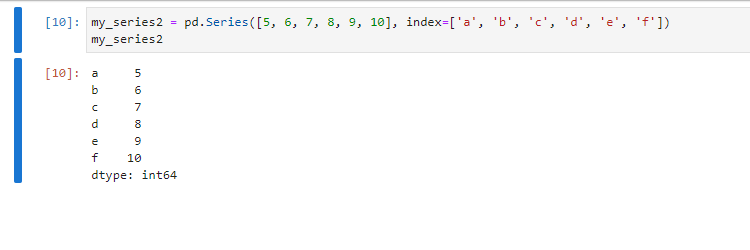 [10]: my_series2 = pd.Series([5, 6, 7, 8, 9, 10], index=['a', 'b', 'c', 'd', 'e', 'f'])
my_series2
[10]: a 5
b 6
c 7
d 8
e 9
f 10
dtype: int64